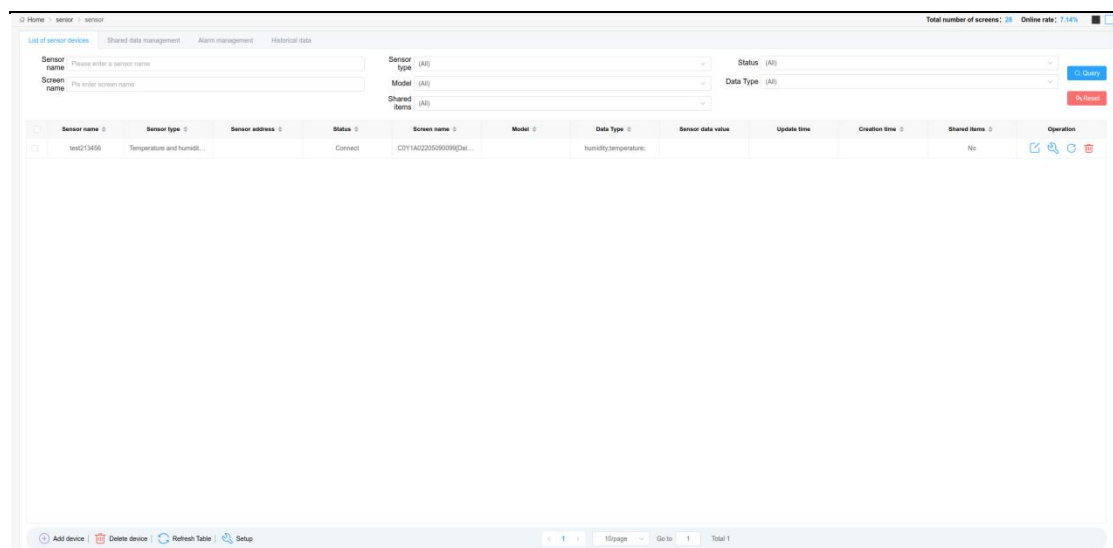 Home > senior > sensor
Total number of screens: 28 Online rate: 7.14%
List of sensor devices Shared data management Alarm management Historical data
Sensor name Please enter a sensor name
Sensor type (All)
Status (All)
Query
Screen name Pls enter screen name
Model (All)
Data Type (All)
Shared items (All)
Reset
Sensor name Sensor type Sensor address Status Screen name Model Data Type Sensor data value Update time Creation time Shared items Operation
test213456 Temperature and humidit... Connect C0Y1A02205090099[Del... humidity;temperature; No
Add device | Delete device | Refresh Table | Setup
< 1 > 10/page Go to 1 Total 1